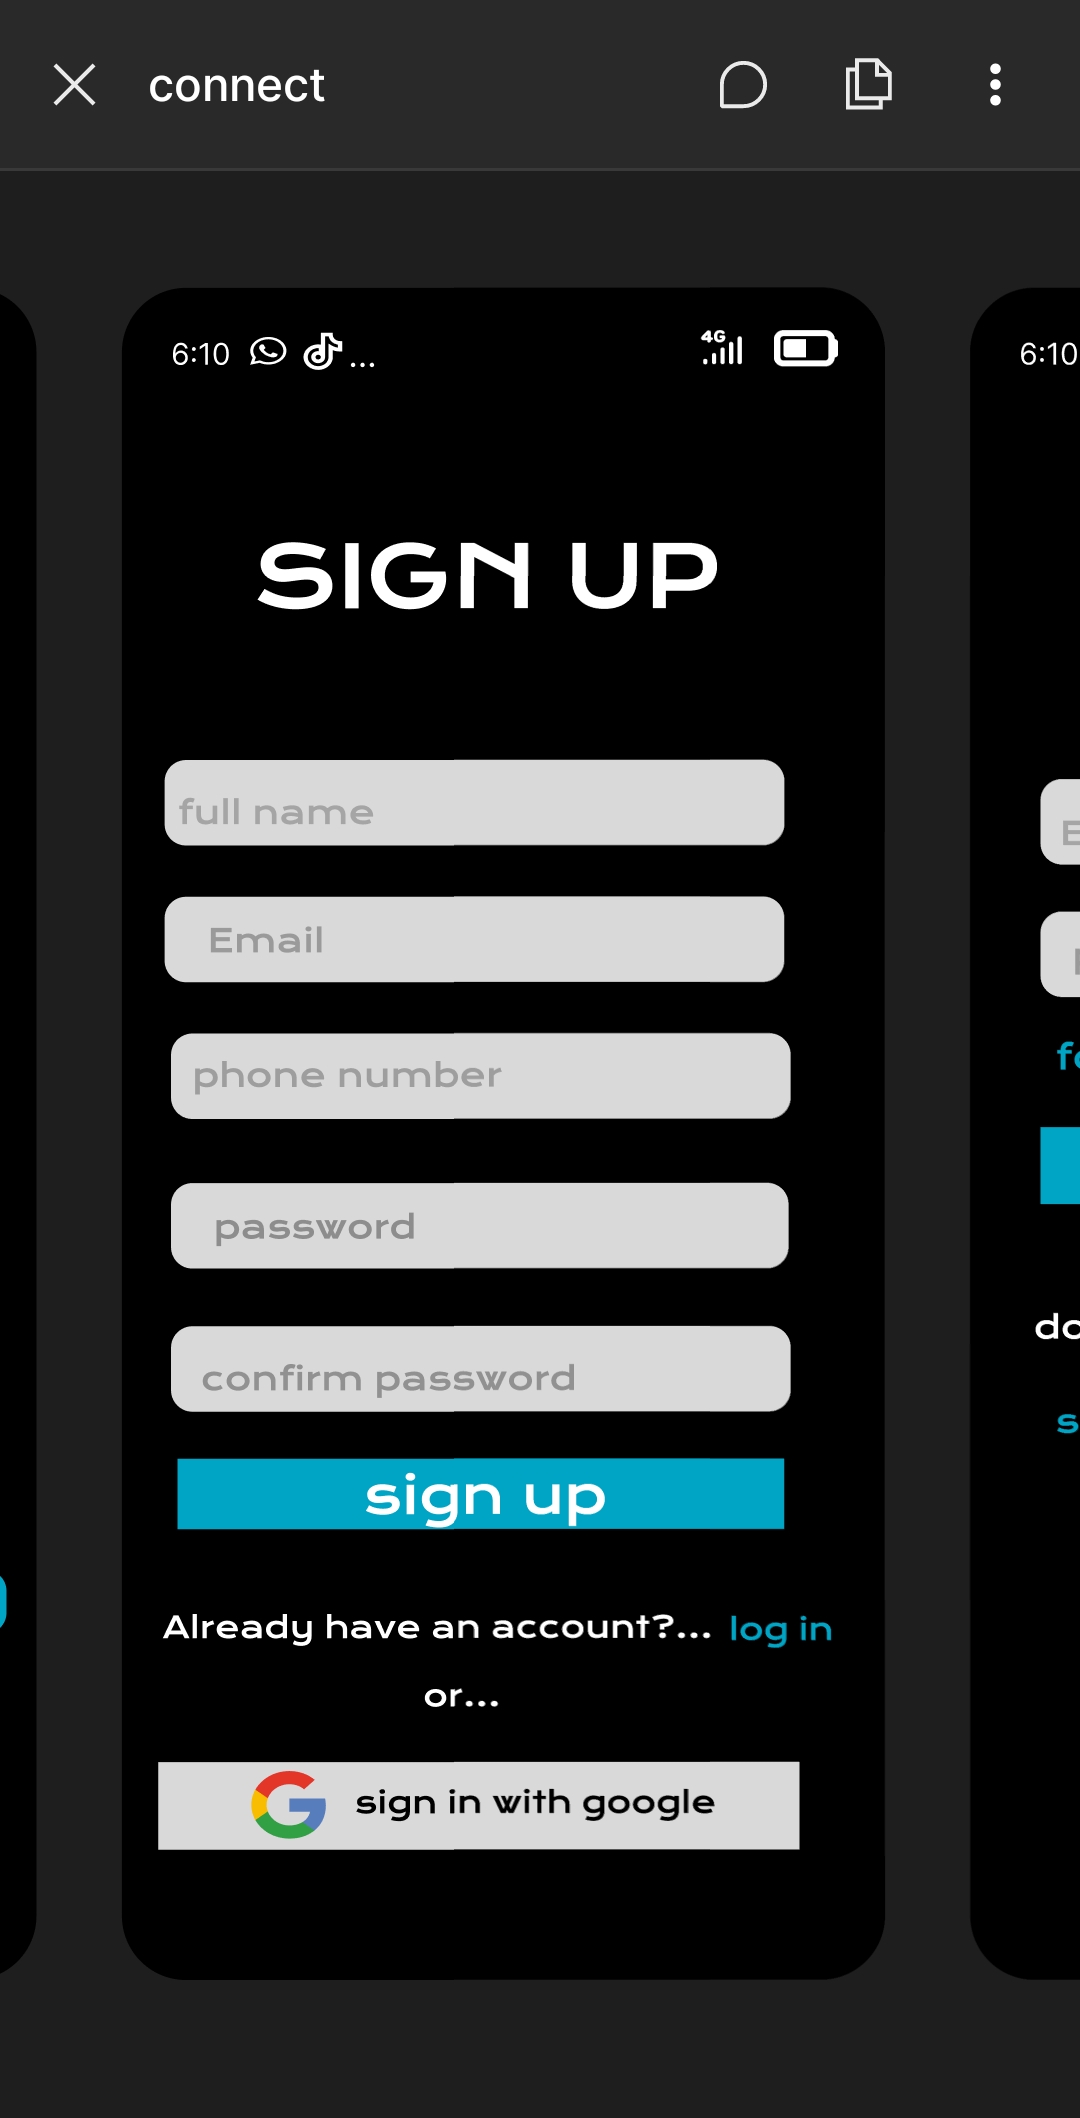 connect
6:10 ... 4G
6:10
SIGN UP
full name
Email
phone number
password
confirm password
sign up
Already have an account?... log in
or...
sign in with google